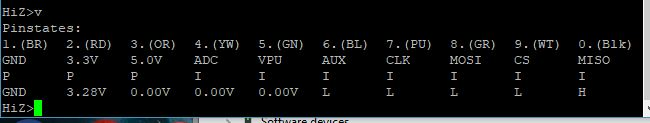 HiZ>v
Pinstates:
1.(BR) 2.(RD) 3.(OR) 4.(YW) 5.(GN) 6.(BL) 7.(PU) 8.(GR) 9.(WT) 0.(Blk)
GND 3.3V 5.0V ADC VPU AUX CLK MOSI CS MISO
P P P I I I I I I I
GND 3.28V 0.00V 0.00V 0.00V L L L L H
HiZ>
Software devices